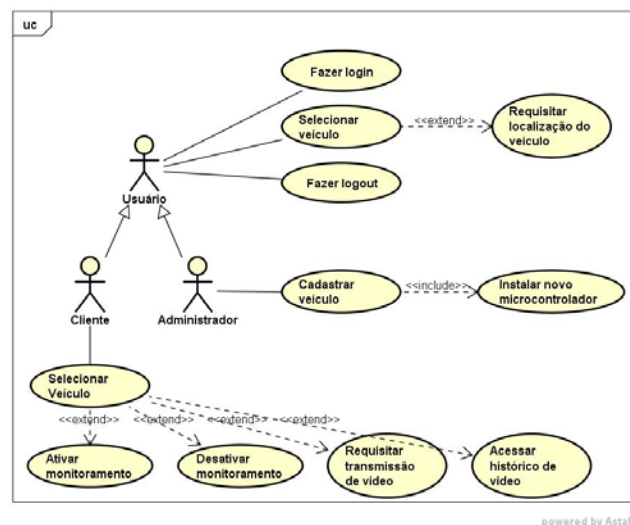 uc
Fazer login
Selecionar
veículo
<<extend>>
Requisitar
localização do
veículo
Usuário
Fazer logout
Cliente
Administrador
Cadastrar
veículo
<<include>>
Instalar novo
microcontrolador
Selecionar
Veículo
<<extend>>
<<extend>>
<<extend>>
<<extend>>
Ativar
monitoramento
Desativar
monitoramento
Requisitar
transmissão
de vídeo
Acessar
histórico de
vídeo
powered by Astah